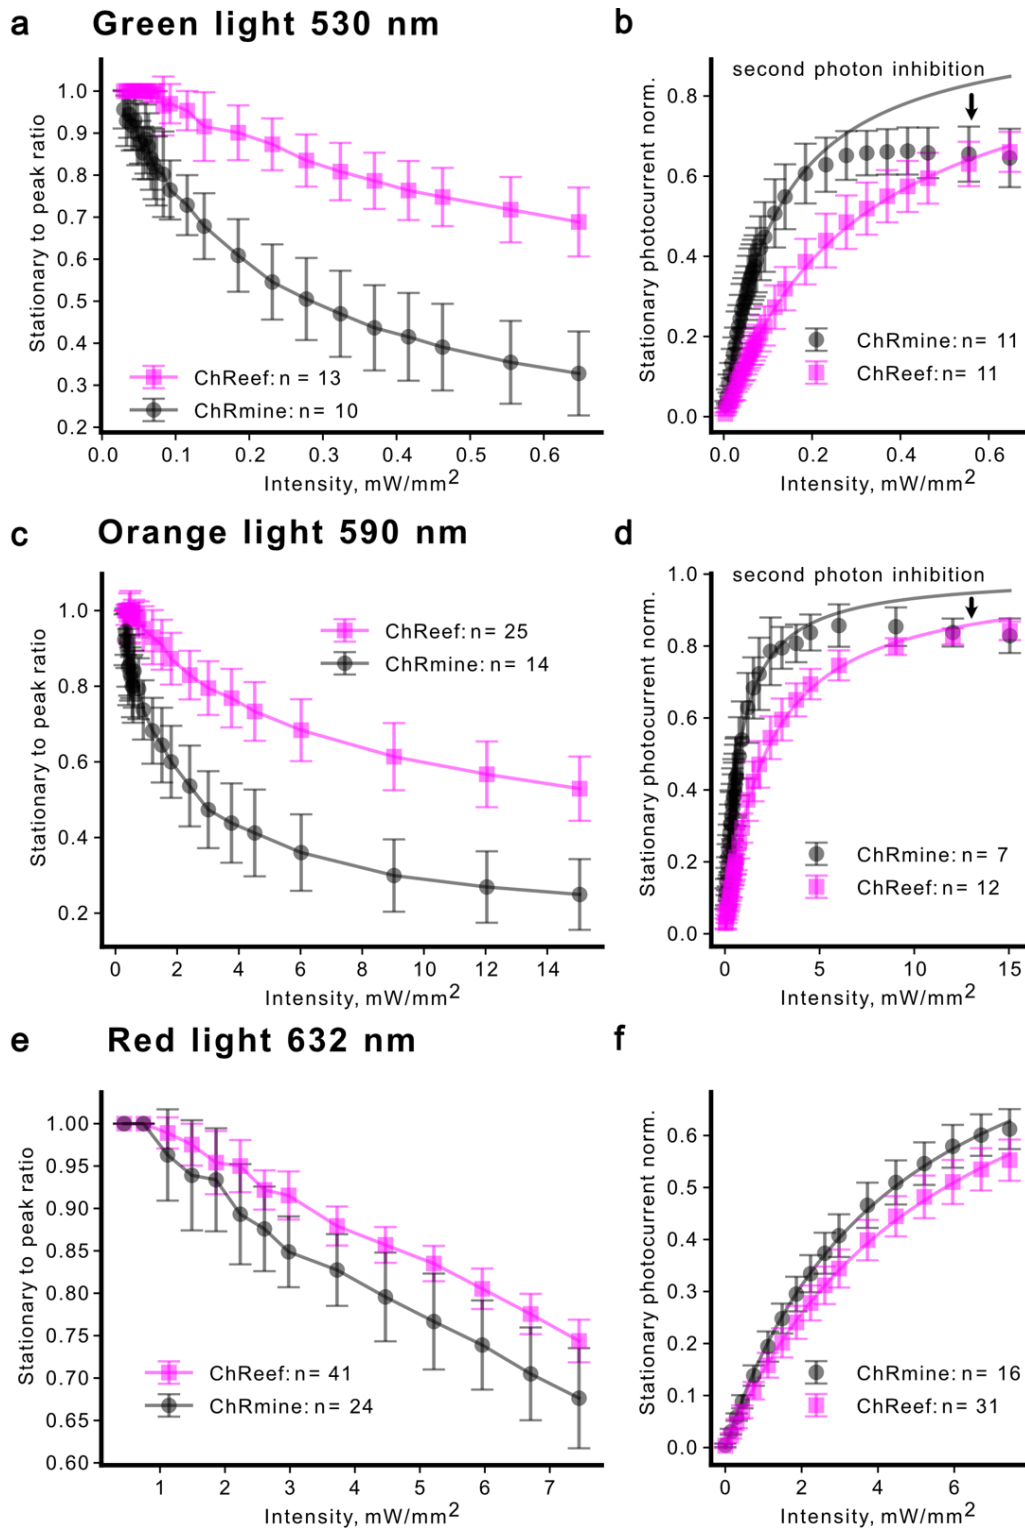 a Green light 530 nm
Stationary to peak ratio
1.0
0.9
0.8
0.7
0.6
0.5
0.4
0.3
0.2
ChReef: n = 13
ChRmine: n = 10
0.0 0.1 0.2 0.3 0.4 0.5 0.6
Intensity, mW/mm2
b
second photon inhibition
Stationary photocurrent norm.
0.8
0.6
0.4
0.2
0.0
ChRmine: n= 11
ChReef: n= 11
0.0 0.2 0.4 0.6
Intensity, mW/mm2
c Orange light 590 nm
Stationary to peak ratio
1.0
0.8
0.6
0.4
0.2
ChReef: n= 25
ChRmine: n= 14
0 2 4 6 8 10 12 14
Intensity, mW/mm2
d
second photon inhibition
Stationary photocurrent norm.
1.0
0.8
0.6
0.4
0.2
0.0
ChRmine: n= 7
ChReef: n= 12
0 5 10 15
Intensity, mW/mm2
e Red light 632 nm
Stationary to peak ratio
1.00
0.95
0.90
0.85
0.80
0.75
0.70
0.65
0.60
ChReef: n= 41
ChRmine: n= 24
1 2 3 4 5 6 7
Intensity, mW/mm2
f
Stationary photocurrent norm.
0.6
0.5
0.4
0.3
0.2
0.1
0.0
ChRmine: n= 16
ChReef: n= 31
0 2 4 6
Intensity, mW/mm2